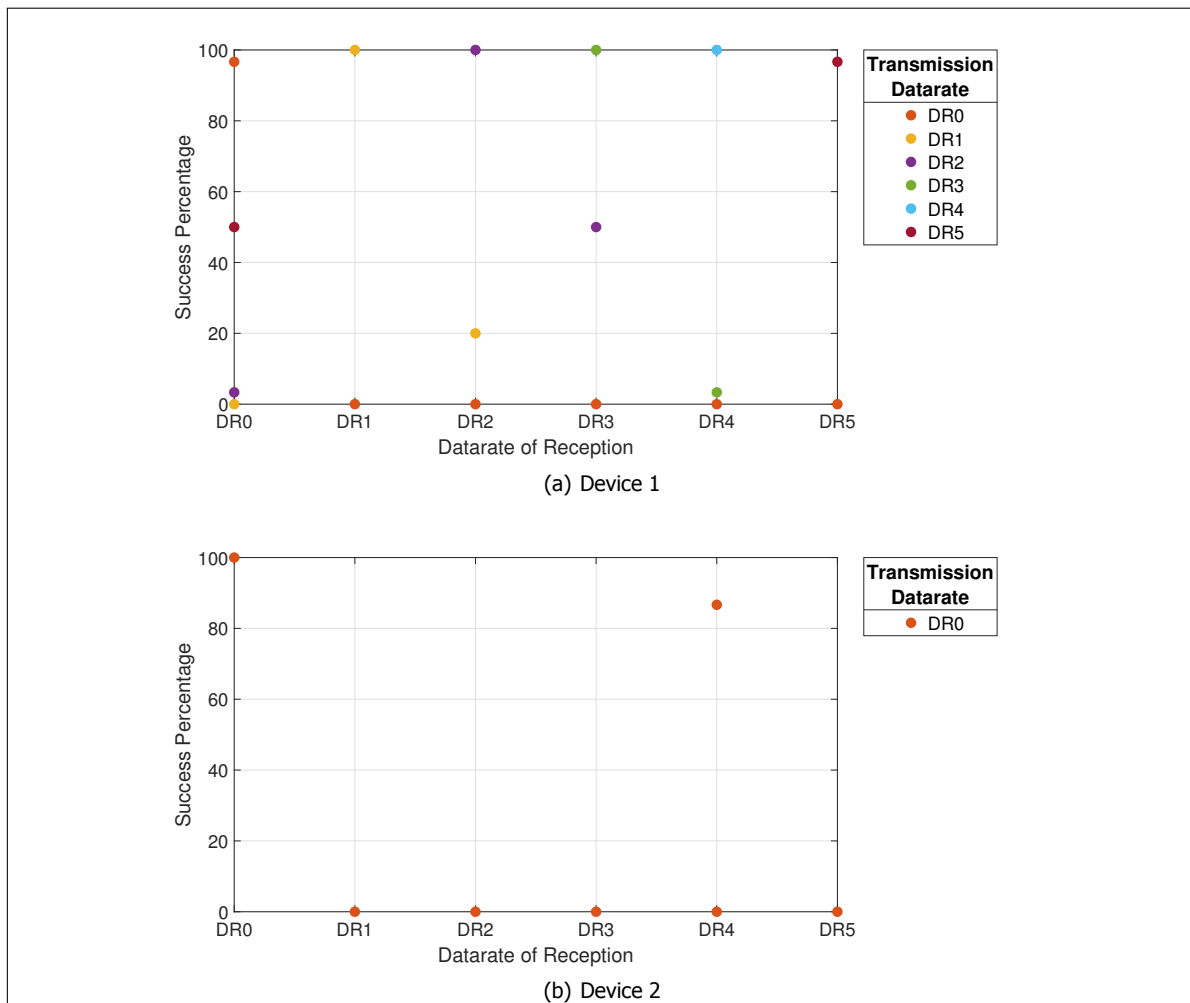 100
80
60
40
20
0
Success Percentage
DR0 DR1 DR2 DR3 DR4 DR5
Datarate of Reception
Transmission
Datarate
DR0
DR1
DR2
DR3
DR4
DR5
(a) Device 1
100
80
60
40
20
0
Success Percentage
DR0 DR1 DR2 DR3 DR4 DR5
Datarate of Reception
Transmission
Datarate
DR0
(b) Device 2